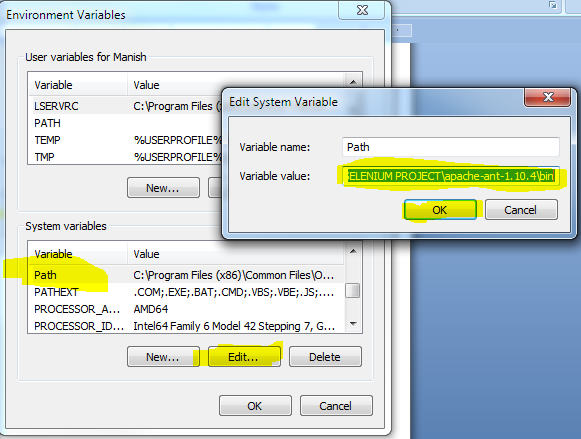 Environment Variables
User variables for Manish
Variable Value
LSERVRC C:\Program Files (x
PATH
TEMP %USERPROFILE%
TMP %USERPROFILE%
New...
Edit System Variable
Variable name: Path
Variable value: ELENIUM PROJECT\apache-ant-1.10.4\bin
OK Cancel
System variables
Variable Value
Path C:\Program Files (x86)\Common Files\O...
PATHEXT .COM;.EXE;.BAT;.CMD;.VBS;.VBE;.JS;....
PROCESSOR_A... AMD64
PROCESSOR_ID... Intel64 Family 6 Model 42 Stepping 7, G...
New... Edit... Delete
OK Cancel